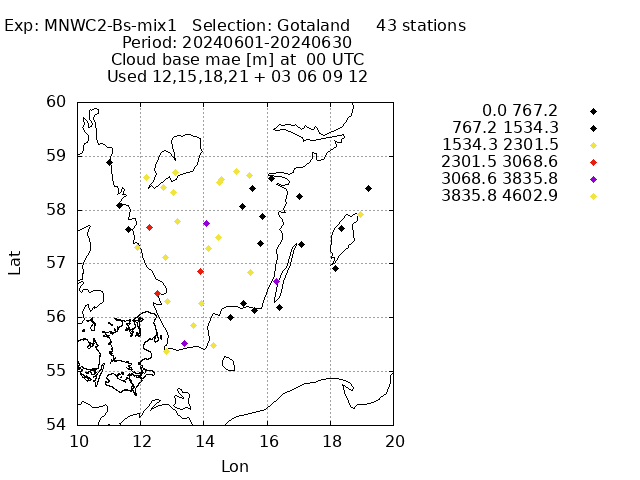 Exp: MNWC2-Bs-mix1   Selection: Gotaland     43 stations
Period: 20240601-20240630
Cloud base mae [m] at  00 UTC
Used 12,15,18,21 + 03 06 09 12
0.0 767.2
767.2 1534.3
1534.3 2301.5
2301.5 3068.6
3068.6 3835.8
3835.8 4602.9
60
59
58
57
56
55
54
Lat
10 12 14 16 18 20
Lon